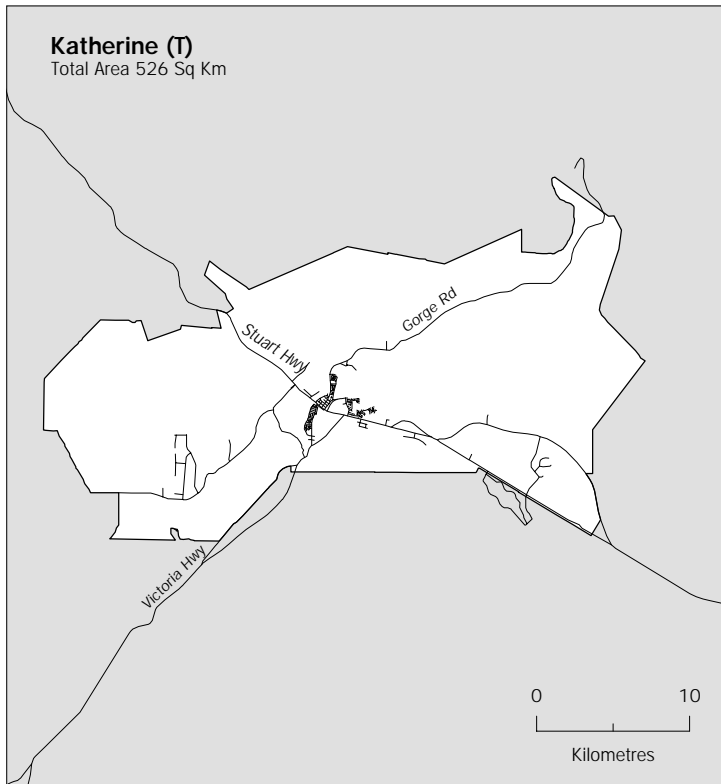 Katherine (T)
Total Area 526 Sq Km
Gorge Rd
Stuart Hwy
Victoria Hwy
0 10
Kilometres